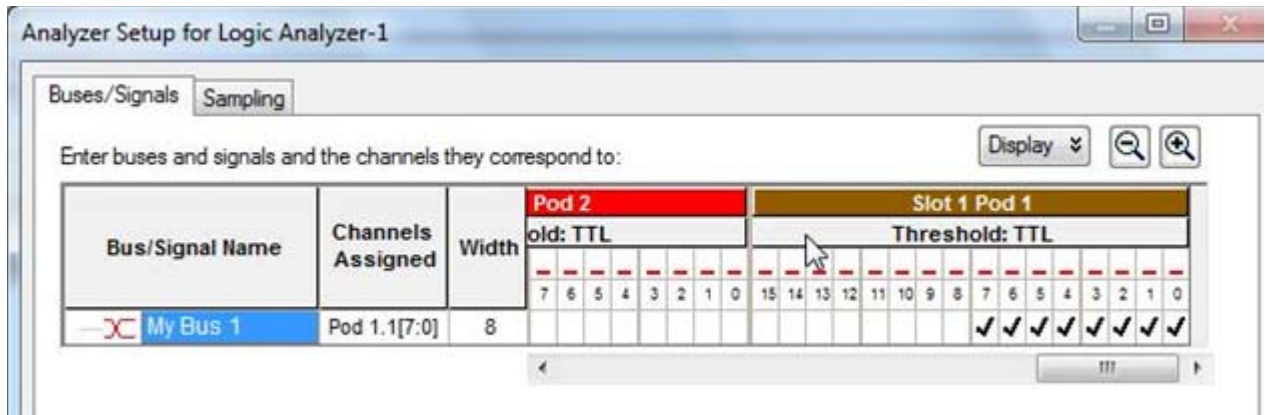 Analyzer Setup for Logic Analyzer-1
Buses/Signals Sampling
Enter buses and signals and the channels they correspond to:
Display
Bus/Signal Name
Channels Assigned
Width
Pod 2
Slot 1 Pod 1
old: TTL
Threshold: TTL
7 6 5 4 3 2 1 0 15 14 13 12 11 10 9 8 7 6 5 4 3 2 1 0
My Bus 1 Pod 1.1[7:0] 8